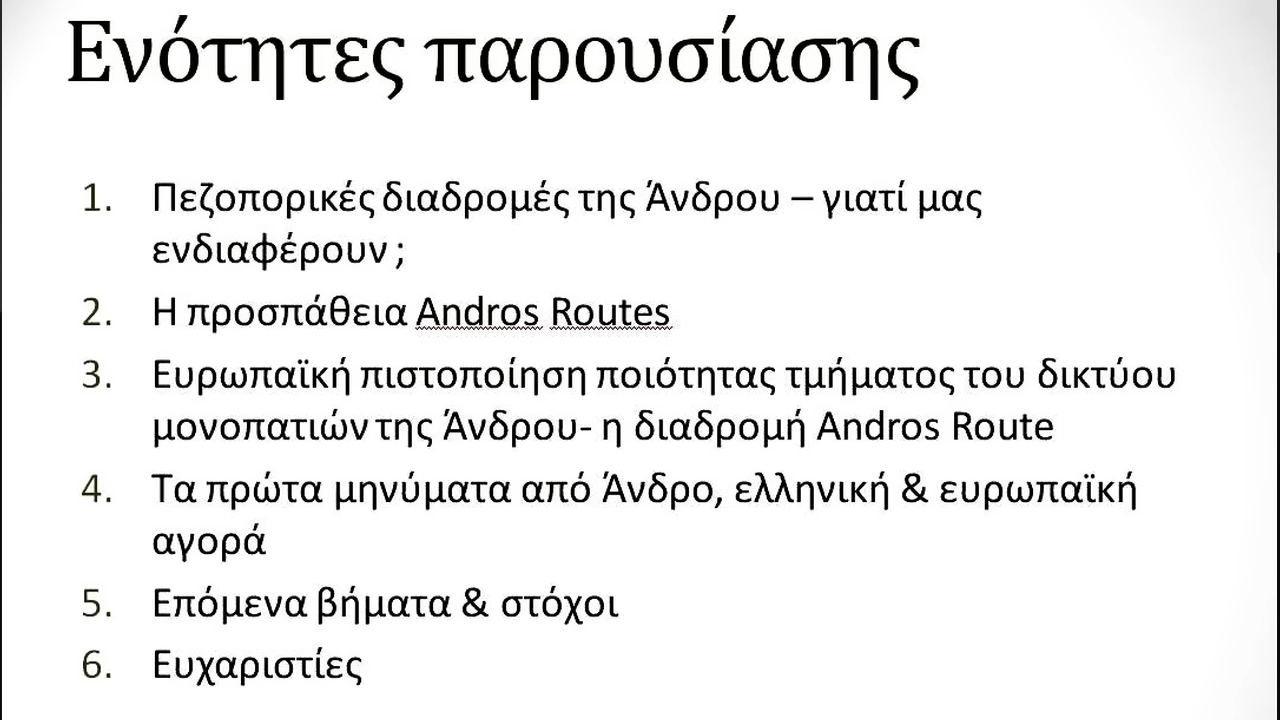 Ενότητες παρουσίασης
1. Πεζοπορικές διαδρομές της Άνδρου – γιατί μας
ενδιαφέρουν ;
2. Η προσπάθεια Andros Routes
3. Ευρωπαϊκή πιστοποίηση ποιότητας τμήματος του δικτύου
μονοπατιών της Άνδρου- η διαδρομή Andros Route
4. Τα πρώτα μηνύματα από Άνδρο, ελληνική & ευρωπαϊκή
αγορά
5. Επόμενα βήματα & στόχοι
6. Ευχαριστίες